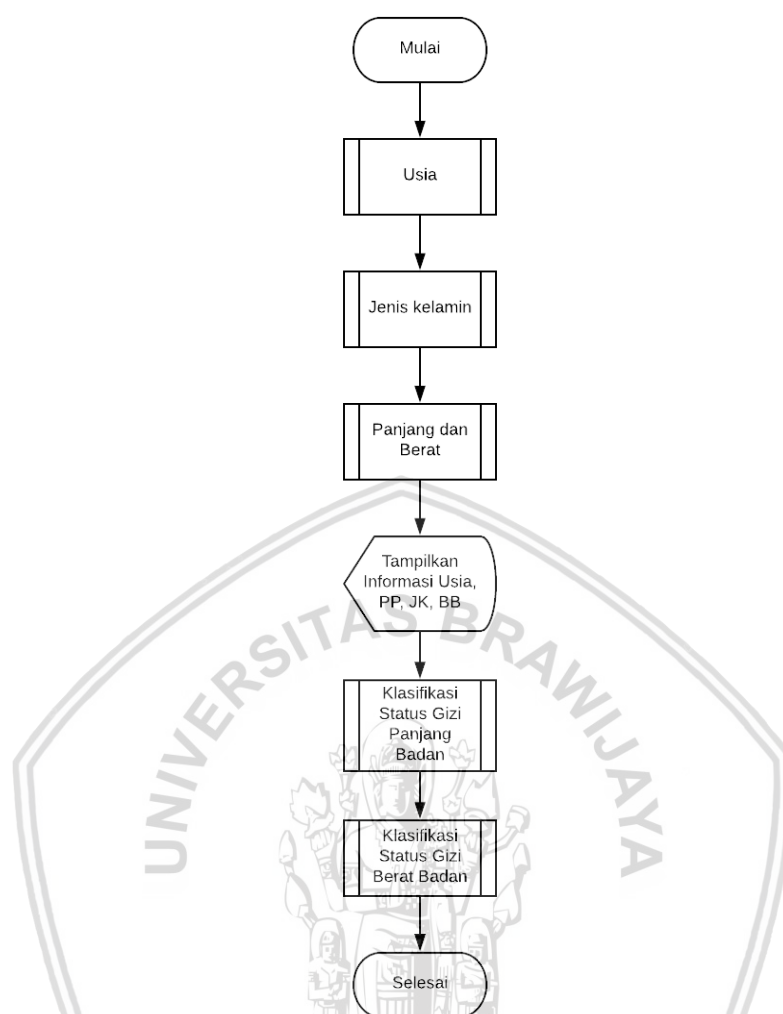 Mulai
Usia
Jenis kelamin
Panjang dan
Berat
Tampilkan
Informasi Usia,
PP, JK, BB
UNIVERSITAS BRAWIJAYA
Klasifikasi
Status Gizi
Panjang
Badan
Klasifikasi
Status Gizi
Berat Badan
Selesai